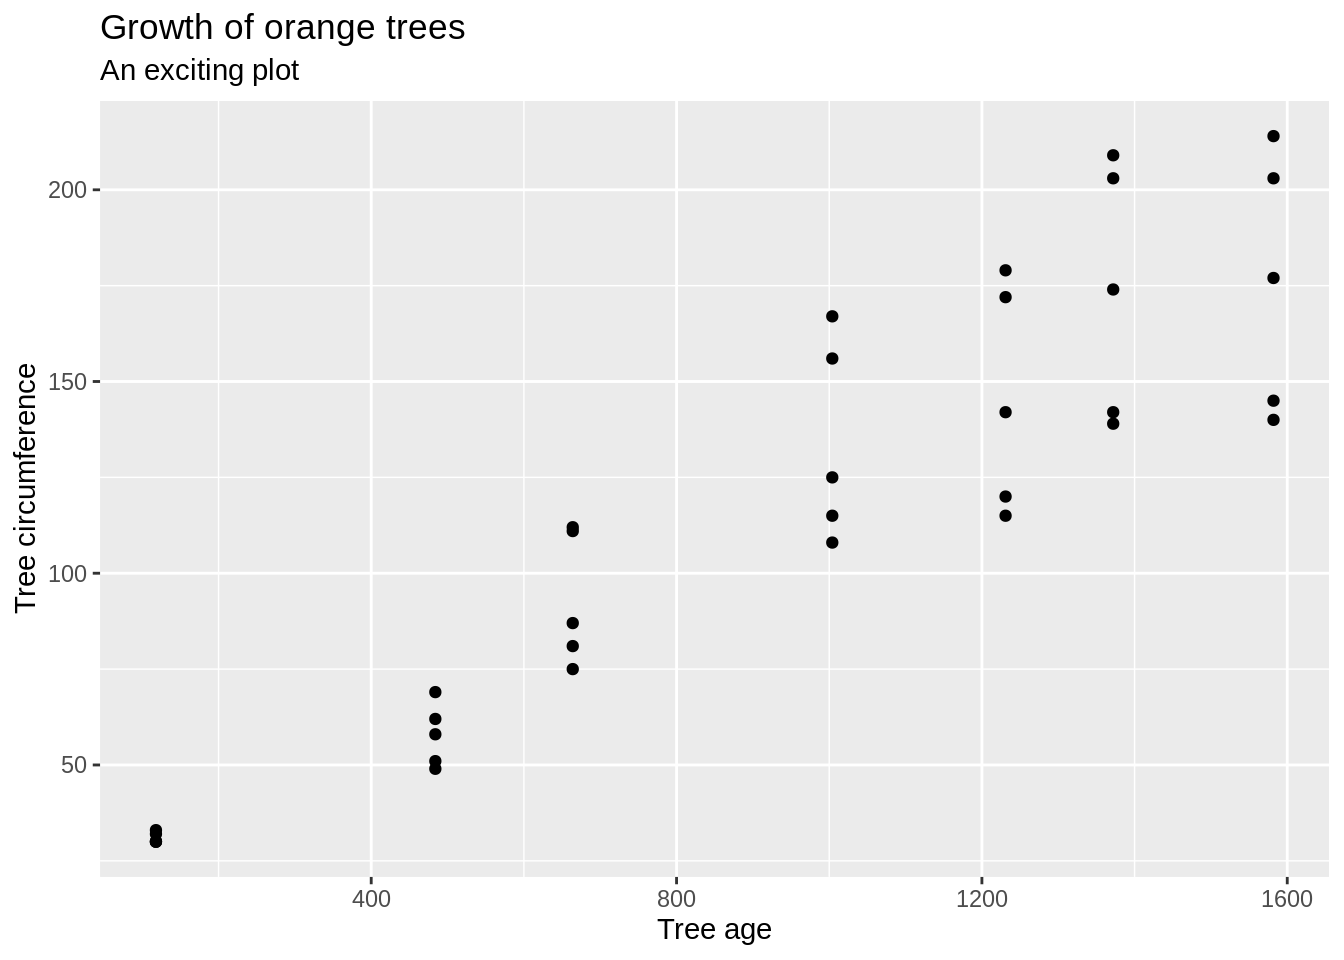 Growth of orange trees
An exciting plot
Tree circumference
200
150
100
50
400 800 1200 1600
Tree age